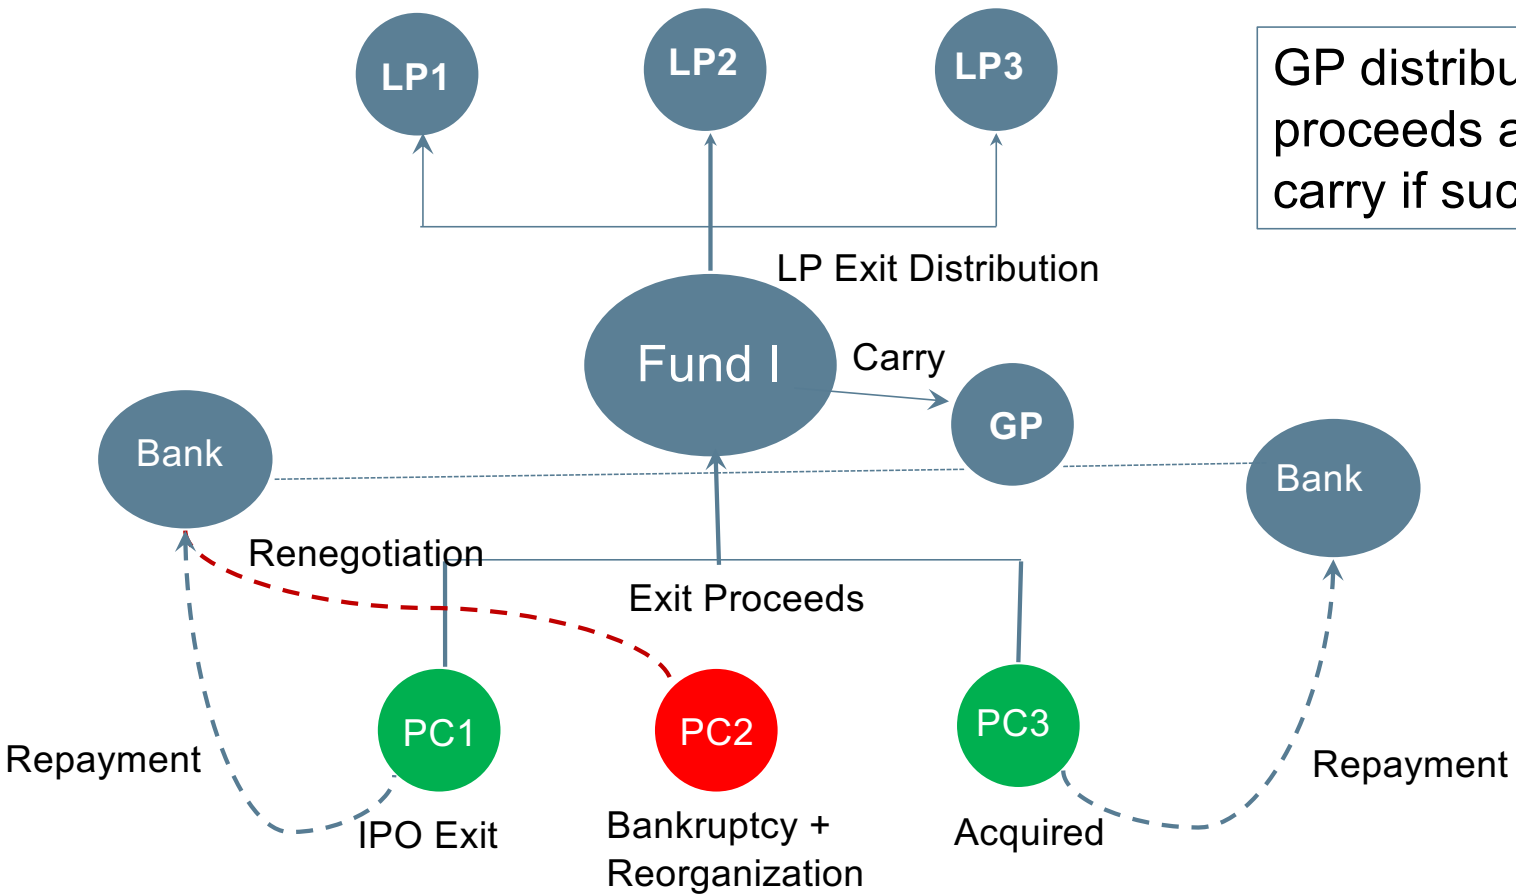 LP1
LP2
LP3
GP distribu
proceeds a
carry if suc
LP Exit Distribution
Fund I
Carry
GP
Bank
Bank
Renegotiation
Exit Proceeds
PC1
PC2
PC3
Repayment
Repayment
IPO Exit
Bankruptcy +
Reorganization
Acquired